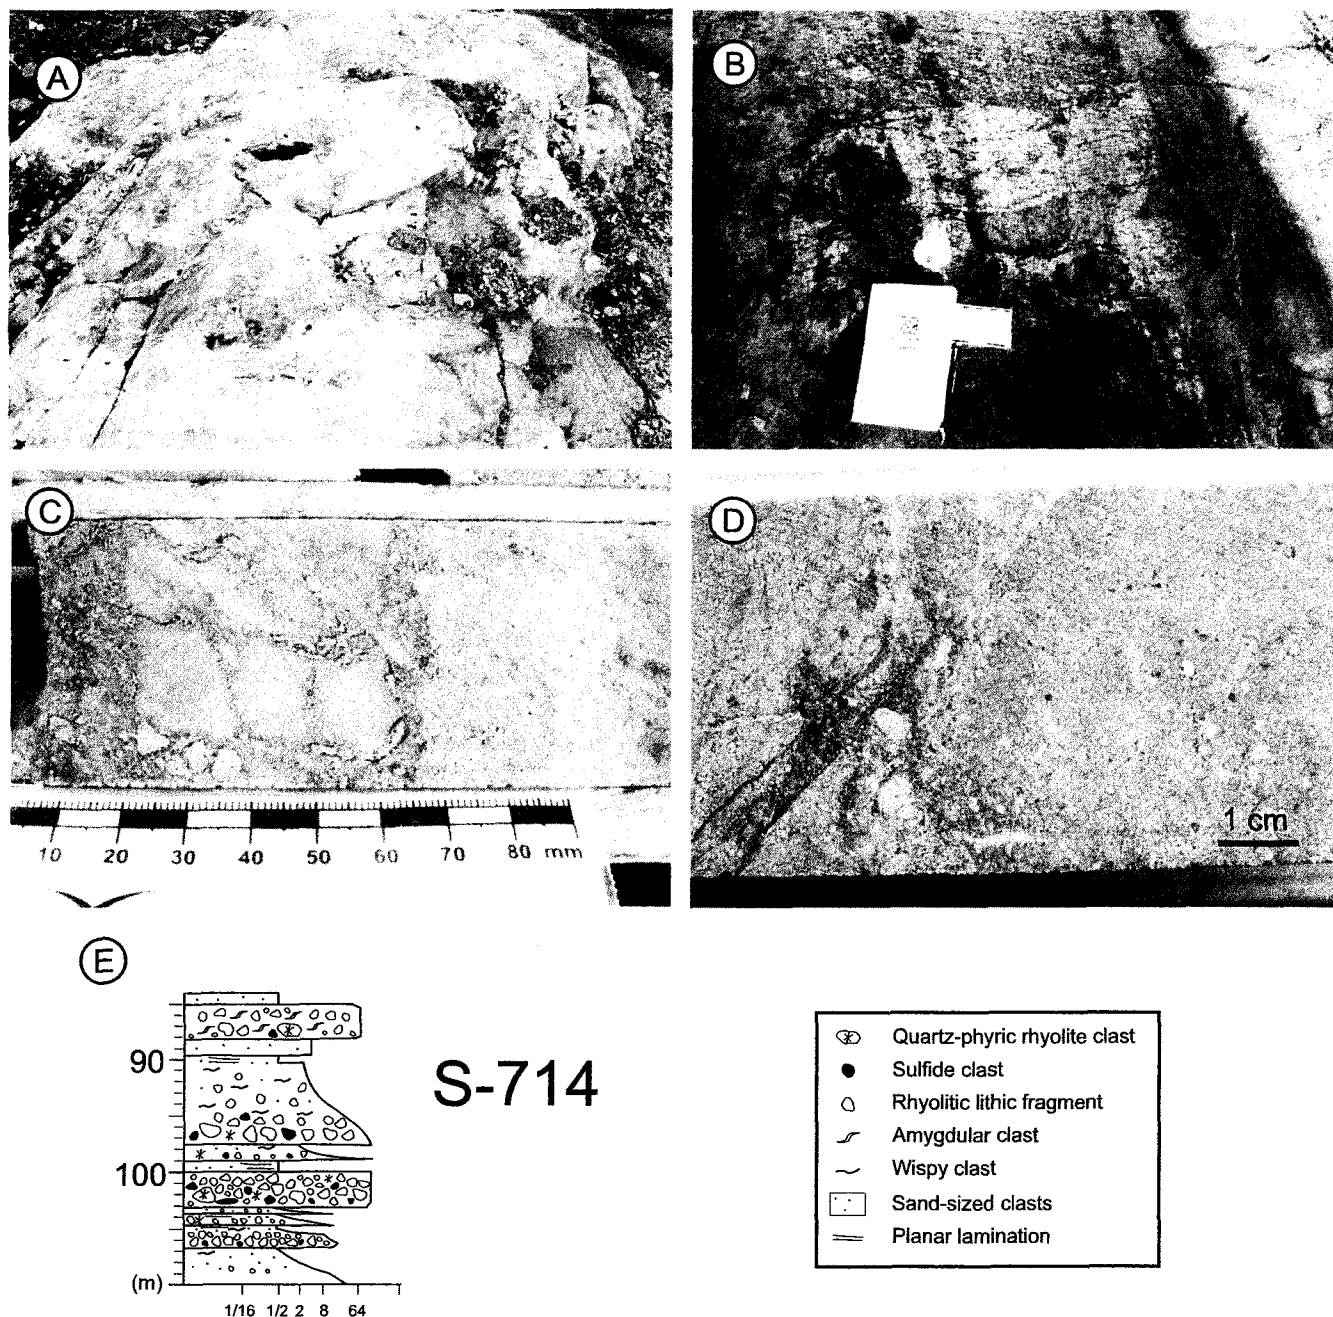 A
B
C
10 20 30 40 50 60 70 80 mm
D
1 cm
E
90
100
(m)
1/16 1/2 2 8 64
S-714
Quartz-phyric rhyolite clast
Sulfide clast
Rhyolitic lithic fragment
Amygdular clast
Wispy clast
Sand-sized clasts
Planar lamination